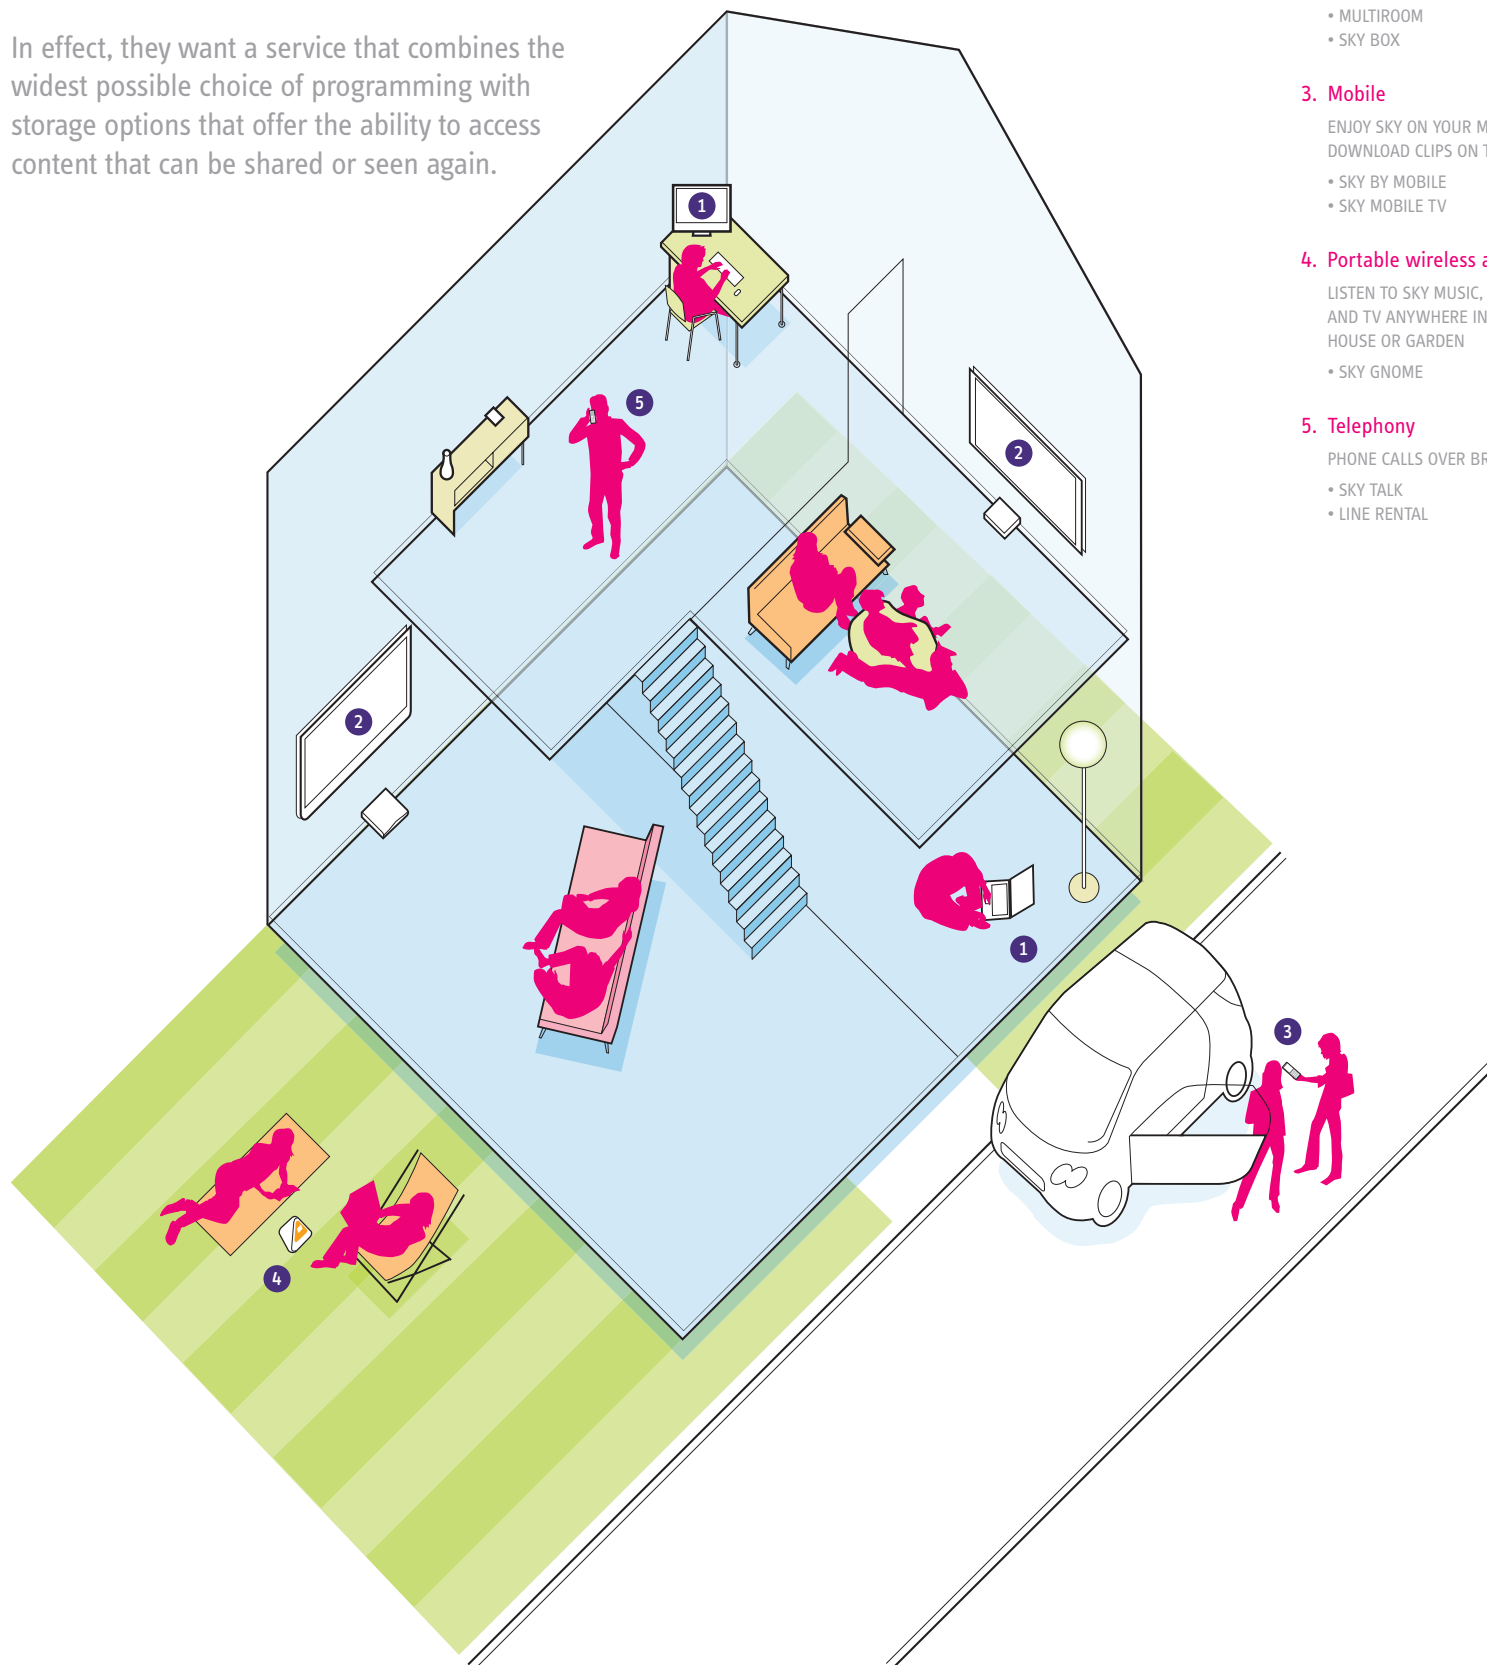 In effect, they want a service that combines the
widest possible choice of programming with
storage options that offer the ability to access
content that can be shared or seen again.
• MULTIROOM
• SKY BOX
3. Mobile
ENJOY SKY ON YOUR
DOWNLOAD CLIPS ON
• SKY BY MOBILE
• SKY MOBILE TV
4. Portable wireless
LISTEN TO SKY MUSIC,
AND TV ANYWHERE IN
HOUSE OR GARDEN
• SKY GNOME
5. Telephony
PHONE CALLS OVER
• SKY TALK
• LINE RENTAL
1
5
2
2
1
3
4